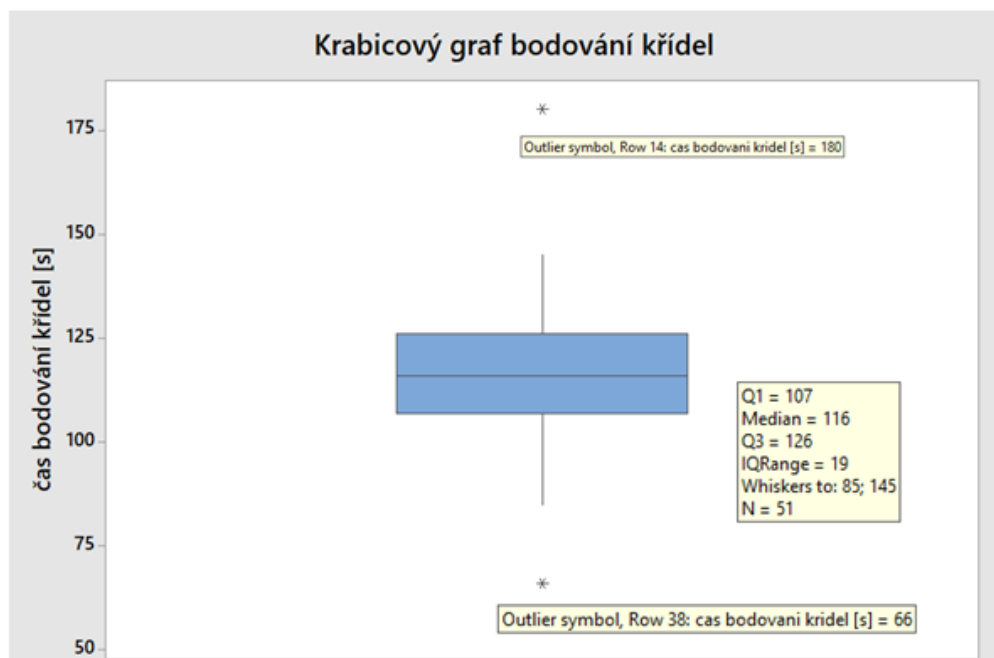 Krabicový graf bodování křídel
čas bodování křídel [s]
175
150
125
100
75
50
Outlier symbol, Row 14: cas bodovani kridel [s] = 180
Q1 = 107
Median = 116
Q3 = 126
IQRange = 19
Whiskers to: 85; 145
N = 51
Outlier symbol, Row 38: cas bodovani kridel [s] = 66